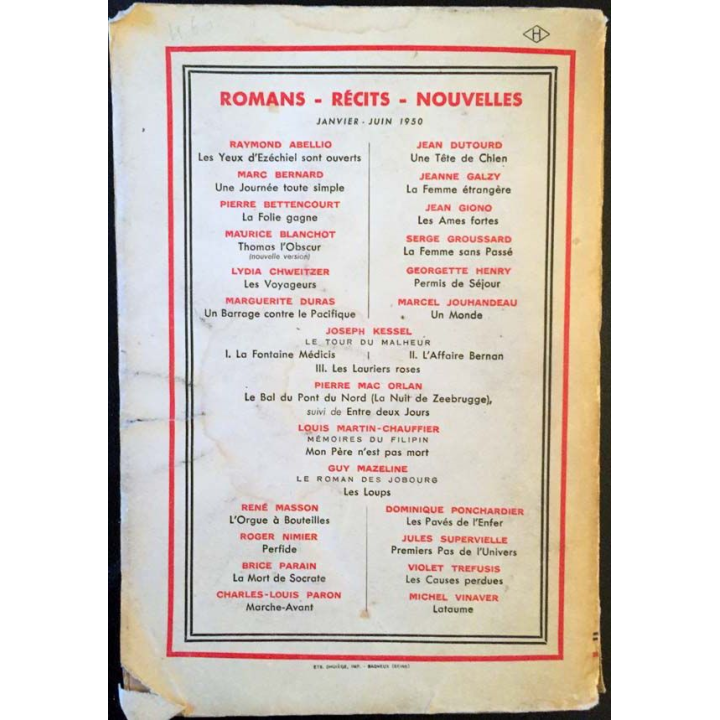 H
ROMANS - RÉCITS - NOUVELLES
JANVIER - JUIN 1950
RAYMOND ABELLIO
Les Yeux d'Ezéchiel sont ouverts
MARC BERNARD
Une Journée toute simple
PIERRE BETTENCOURT
La Folie gagne
MAURICE BLANCHOT
Thomas l'Obscur
(nouvelle version)
LYDIA CHWEITZER
Les Voyageurs
MARGUERITE DURAS
Un Barrage contre le Pacifique
JEAN DUTOURD
Une Tête de Chien
JEANNE GALZY
La Femme étrangère
JEAN GIONO
Les Ames fortes
SERGE GROUSSARD
La Femme sans Passé
GEORGETTE HENRY
Permis de Séjour
MARCEL JOUHANDEAU
Un Monde
JOSEPH KESSEL
LE TOUR DU MALHEUR
I. La Fontaine Médicis | II. L'Affaire Bernan
III. Les Lauriers roses
PIERRE MAC ORLAN
Le Bal du Pont du Nord (La Nuit de Zeebrugge),
suivi de Entre deux Jours
LOUIS MARTIN-CHAUFFIER
MÉMOIRES DU FILIPIN
Mon Père n'est pas mort
GUY MAZELINE
LE ROMAN DES JOBOURG
Les Loups
RENÉ MASSON
L'Orgue à Bouteilles
ROGER NIMIER
Perfide
BRICE PARAIN
La Mort de Socrate
CHARLES-LOUIS PARON
Marche-Avant
DOMINIQUE PONCHARDIER
Les Pavés de l'Enfer
JULES SUPERVIELLE
Premiers Pas de l'Univers
VIOLET TREFUSIS
Les Causes perdues
MICHEL VINAVER
Lataume
IMP. - BAGNEUX (SEINE)